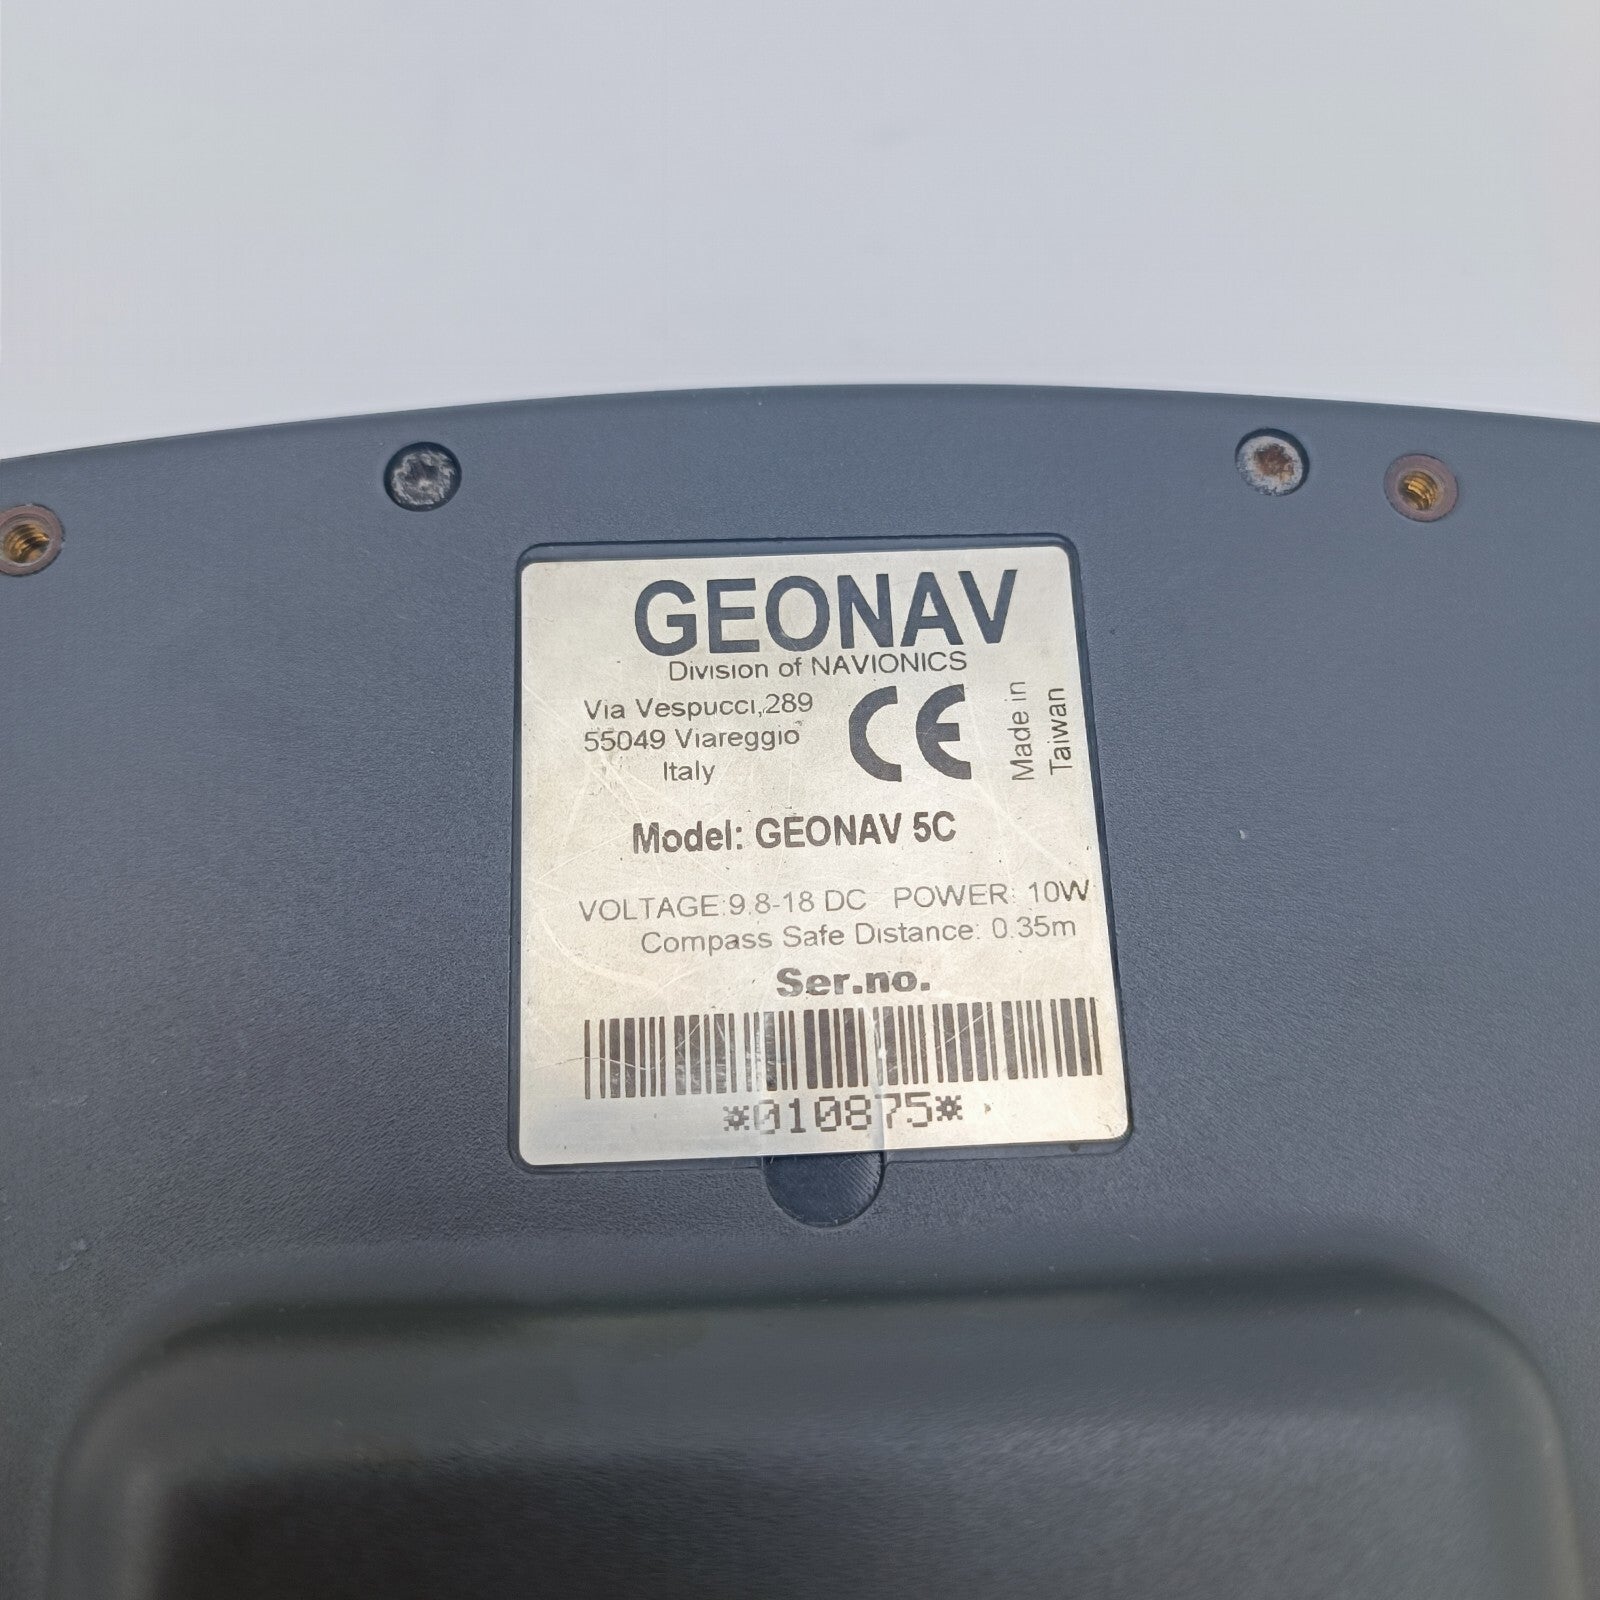 GEONAV
Division of NAVIONICS
Via Vespucci,289
55049 Viareggio
Italy
CE
Made in
Taiwan
Model: GEONAV 5C
VOLTAGE:9.8-18 DC POWER: 10W
Compass Safe Distance: 0.35m
Ser.no.
*010875*